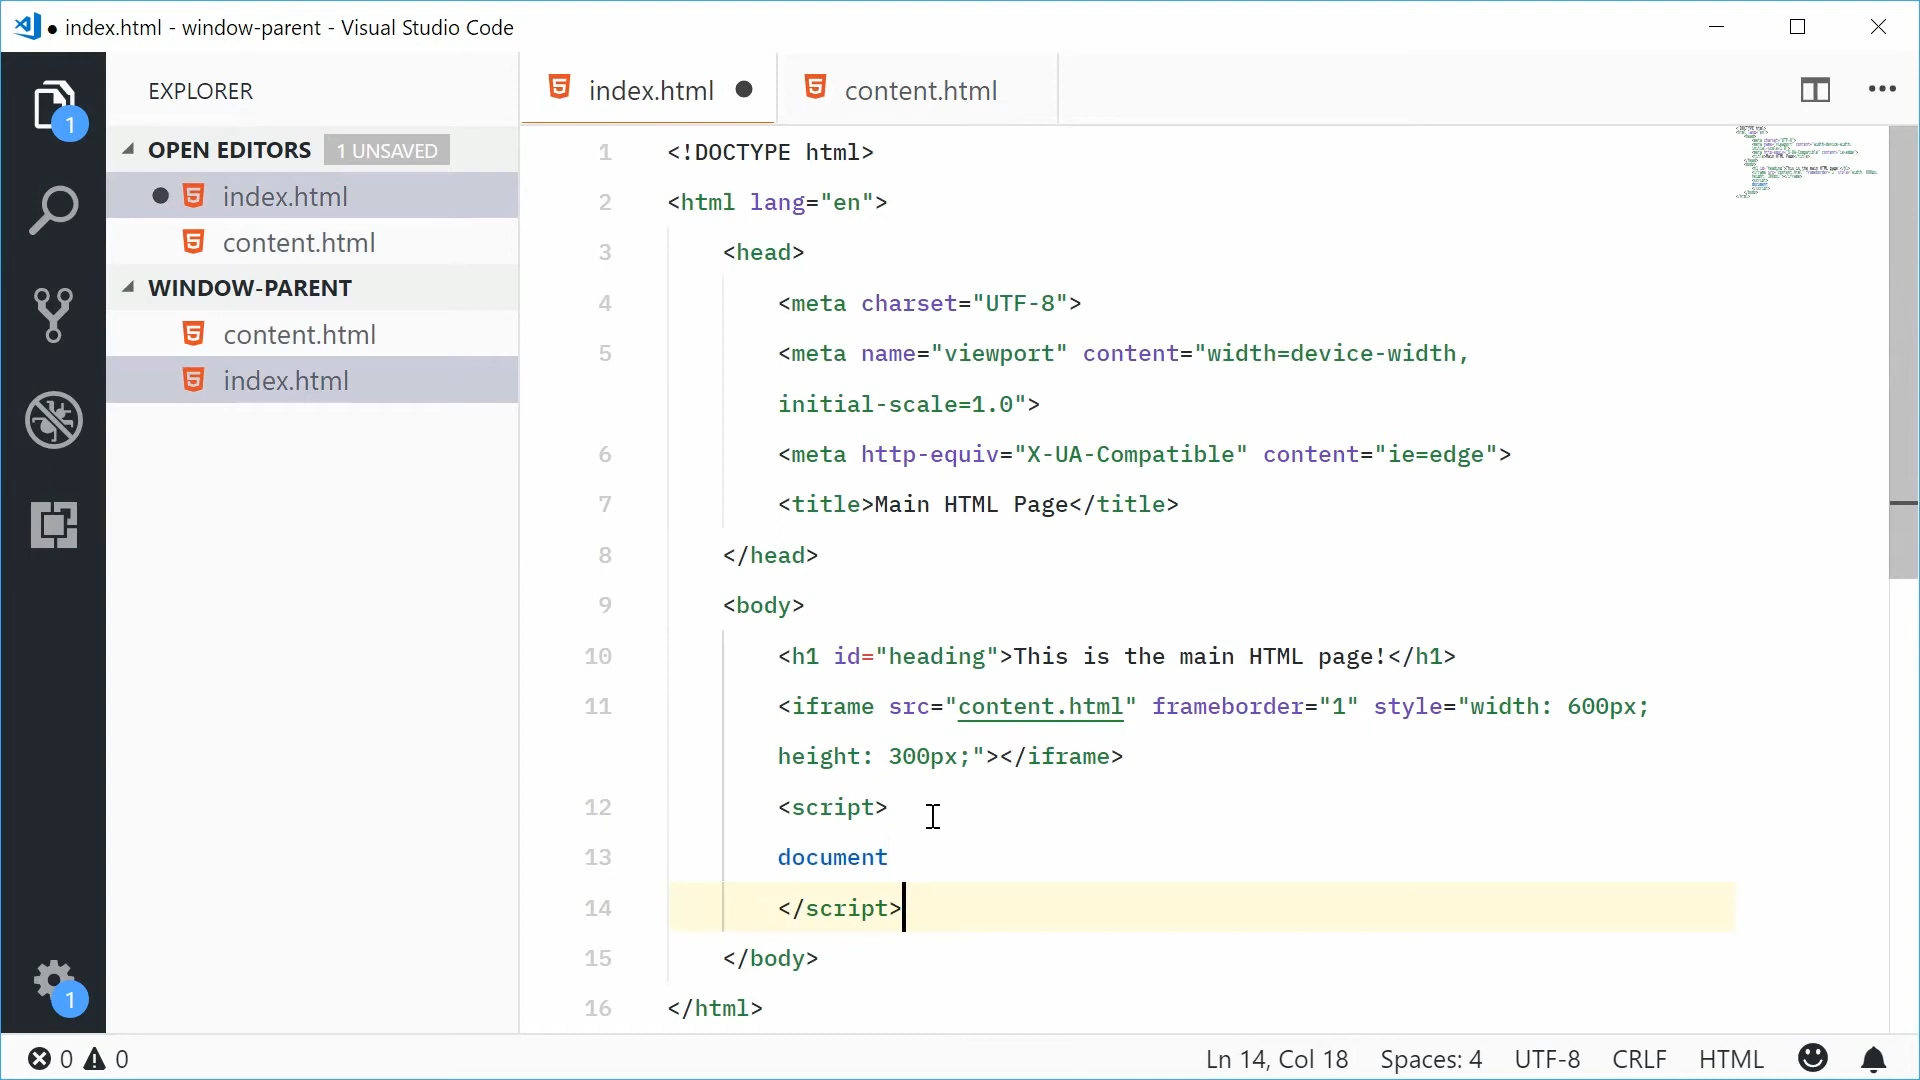 index.html - window-parent - Visual Studio Code
EXPLORER
1
OPEN EDITORS 1 UNSAVED
index.html
content.html
WINDOW-PARENT
content.html
index.html
1
index.html
content.html
1 <!DOCTYPE html>
2 <html lang="en">
3 <head>
4 <meta charset="UTF-8">
5 <meta name="viewport" content="width=device-width,
initial-scale=1.0">
6 <meta http-equiv="X-UA-Compatible" content="ie=edge">
7 <title>Main HTML Page</title>
8 </head>
9 <body>
10 <h1 id="heading">This is the main HTML page!</h1>
11 <iframe src="content.html" frameborder="1" style="width: 600px;
height: 300px;"></iframe>
12 <script>
13 document
14 </script>
15 </body>
16 </html>
0 0
Ln 14, Col 18 Spaces: 4 UTF-8 CRLF HTML